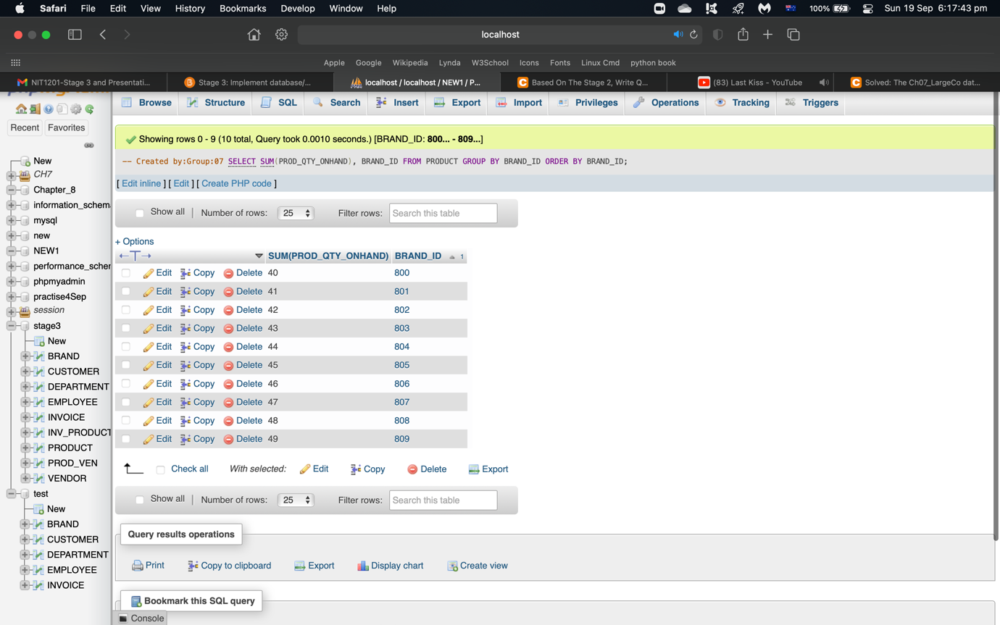 Safari File Edit View History Bookmarks Develop Window Help 100% Sun 19 Sep 6:17:43 pm
localhost
Apple Google Wikipedia Lynda W3School Icons Fonts Linux Cmd python book
NIT1201-Stage 3 and Presentati... Stage 3: Implement database/... localhost / localhost / NEW1 / P... Based On The Stage 2, Write Q... (83) Last Kiss - YouTube Solved: The Ch07_LargeCo dat...
Browse Structure SQL Search Insert Export Import Privileges Operations Tracking Triggers
Recent Favorites
New
CH7
Chapter_8
information_schem
mysql
new
NEW1
performance_scher
phpmyadmin
practise4Sep
session
stage3
New
BRAND
CUSTOMER
DEPARTMENT
EMPLOYEE
INVOICE
INV_PRODUCT
PRODUCT
PROD_VEN
VENDOR
test
New
BRAND
CUSTOMER
DEPARTMENT
EMPLOYEE
INVOICE
Showing rows 0 - 9 (10 total, Query took 0.0010 seconds.) [BRAND_ID: 800... - 809...]
-- Created by:Group:07 SELECT SUM(PROD_QTY_ONHAND), BRAND_ID FROM PRODUCT GROUP BY BRAND_ID ORDER BY BRAND_ID;
[ Edit inline ] [ Edit ] [ Create PHP code ]
Show all | Number of rows: 25 Filter rows: Search this table
+ Options
←T→ SUM(PROD_QTY_ONHAND) BRAND_ID 1
Edit Copy Delete 40 800
Edit Copy Delete 41 801
Edit Copy Delete 42 802
Edit Copy Delete 43 803
Edit Copy Delete 44 804
Edit Copy Delete 45 805
Edit Copy Delete 46 806
Edit Copy Delete 47 807
Edit Copy Delete 48 808
Edit Copy Delete 49 809
Check all With selected: Edit Copy Delete Export
Show all | Number of rows: 25 Filter rows: Search this table
Query results operations
Print Copy to clipboard Export Display chart Create view
Bookmark this SQL query
Console